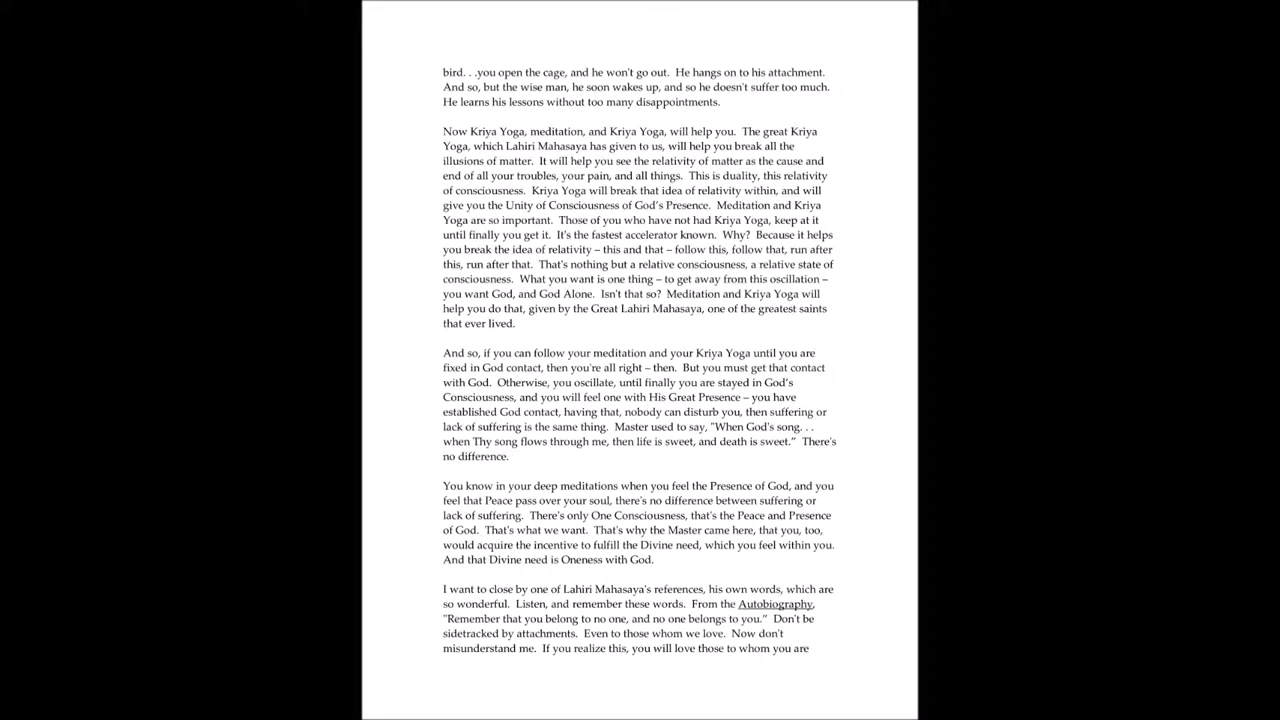 bird. . .you open the cage, and he won't go out.  He hangs on to his attachment.
And so, but the wise man, he soon wakes up, and so he doesn't suffer too much.
He learns his lessons without too many disappointments.
Now Kriya Yoga, meditation, and Kriya Yoga, will help you.  The great Kriya
Yoga, which Lahiri Mahasaya has given to us, will help you break all the
illusions of matter.  It will help you see the relativity of matter as the cause and
end of all your troubles, your pain, and all things.  This is duality, this relativity
of consciousness.  Kriya Yoga will break that idea of relativity within, and will
give you the Unity of Consciousness of God’s Presence.  Meditation and Kriya
Yoga are so important.  Those of you who have not had Kriya Yoga, keep at it
until finally you get it.  It's the fastest accelerator known.  Why?  Because it helps
you break the idea of relativity – this and that – follow this, follow that, run after
this, run after that.  That's nothing but a relative consciousness, a relative state of
consciousness.  What you want is one thing – to get away from this oscillation –
you want God, and God Alone.  Isn't that so?  Meditation and Kriya Yoga will
help you do that, given by the Great Lahiri Mahasaya, one of the greatest saints
that ever lived.
And so, if you can follow your meditation and your Kriya Yoga until you are
fixed in God contact, then you're all right – then.  But you must get that contact
with God.  Otherwise, you oscillate, until finally you are stayed in God’s
Consciousness, and you will feel one with His Great Presence – you have
established God contact, having that, nobody can disturb you, then suffering or
lack of suffering is the same thing.  Master used to say, "When God's song. . .
when Thy song flows through me, then life is sweet, and death is sweet.”  There's
no difference.
You know in your deep meditations when you feel the Presence of God, and you
feel that Peace pass over your soul, there's no difference between suffering or
lack of suffering.  There's only One Consciousness, that's the Peace and Presence
of God.  That's what we want.  That's why the Master came here, that you, too,
would acquire the incentive to fulfill the Divine need, which you feel within you.
And that Divine need is Oneness with God.
I want to close by one of Lahiri Mahasaya's references, his own words, which are
so wonderful.  Listen, and remember these words.  From the Autobiography,
"Remember that you belong to no one, and no one belongs to you.”  Don't be
sidetracked by attachments.  Even to those whom we love.  Now don't
misunderstand me.  If you realize this, you will love those to whom you are